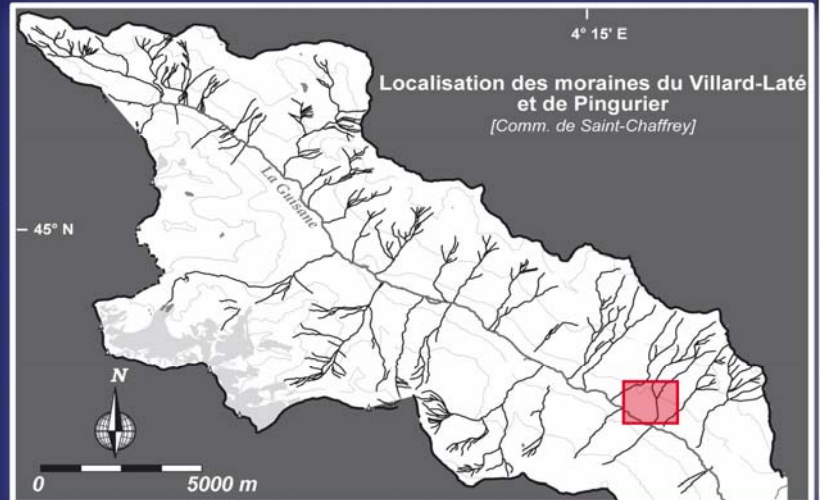 4° 15' E
Localisation des moraines du Villard-Laté
et de Pingurier
[Comm. de Saint-Chaffrey]
La Guisane
45° N
N
0 5000 m